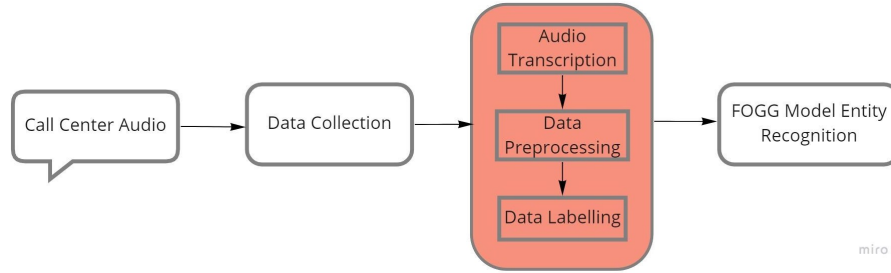 Call Center Audio
Data Collection
Audio
Transcription
Data
Preprocessing
Data Labelling
FOGG Model Entity
Recognition
miro